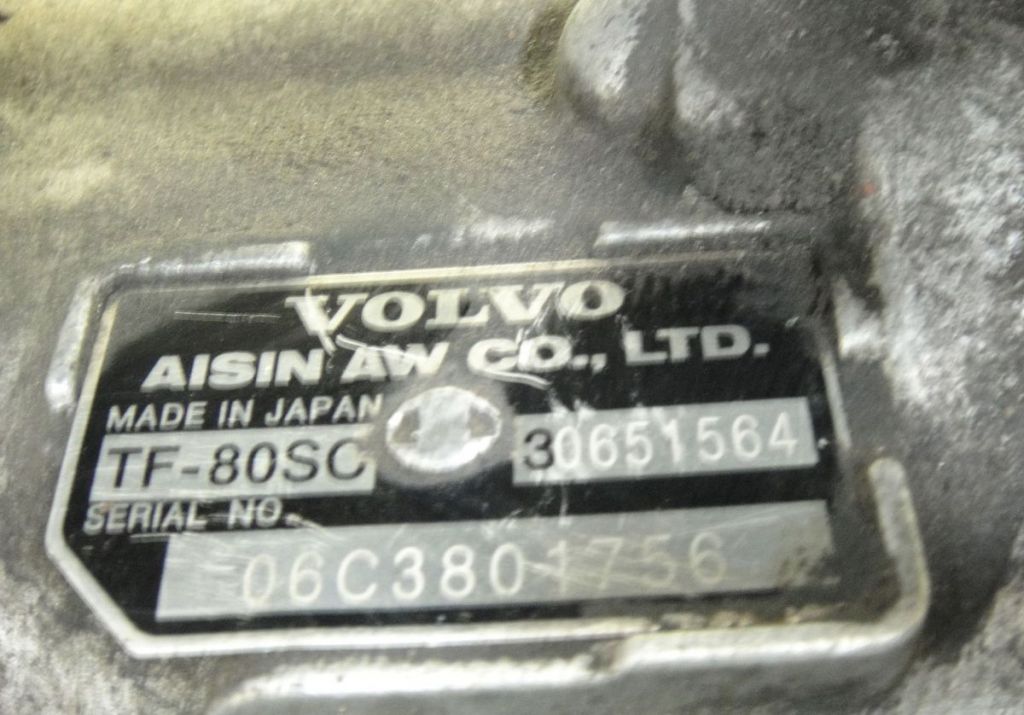 VOLVO
AISIN AW CO., LTD.
MADE IN JAPAN
TF-80SC 30651564
SERIAL NO.
06C3801756